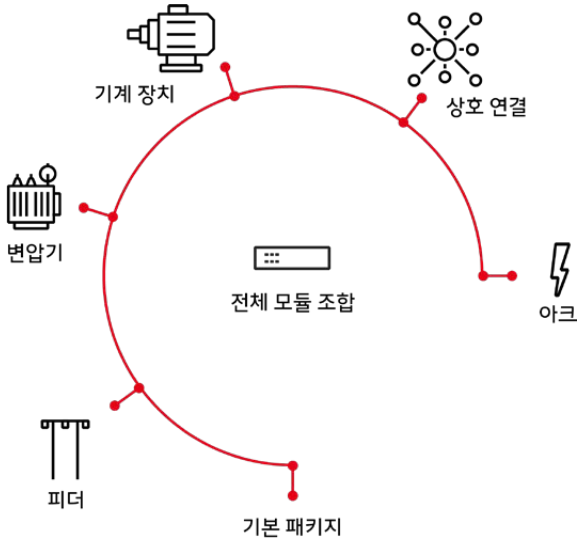 기계 장치
상호 연결
변압기
전체 모듈 조합
아크
피더
기본 패키지